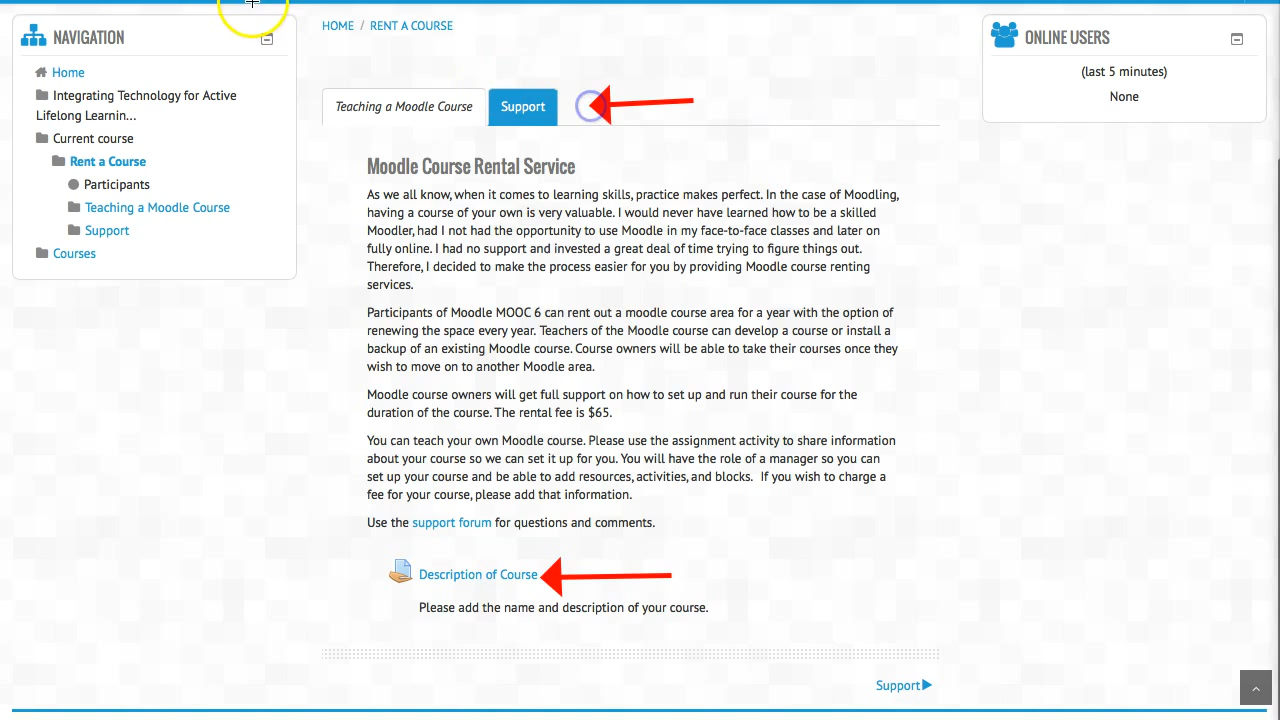 NAVIGATION
Home
Integrating Technology for Active
Lifelong Learnin...
Current course
Rent a Course
Participants
Teaching a Moodle Course
Support
Courses
HOME / RENT A COURSE
Teaching a Moodle Course
Support
Moodle Course Rental Service
As we all know, when it comes to learning skills, practice makes perfect. In the case of Moodling,
having a course of your own is very valuable. I would never have learned how to be a skilled
Moodler, had I not had the opportunity to use Moodle in my face-to-face classes and later on
fully online. I had no support and invested a great deal of time trying to figure things out.
Therefore, I decided to make the process easier for you by providing Moodle course renting
services.
Participants of Moodle MOOC 6 can rent out a moodle course area for a year with the option of
renewing the space every year. Teachers of the Moodle course can develop a course or install a
backup of an existing Moodle course. Course owners will be able to take their courses once they
wish to move on to another Moodle area.
Moodle course owners will get full support on how to set up and run their course for the
duration of the course. The rental fee is $65.
You can teach your own Moodle course. Please use the assignment activity to share information
about your course so we can set it up for you. You will have the role of a manager so you can
set up your course and be able to add resources, activities, and blocks.  If you wish to charge a
fee for your course, please add that information.
Use the support forum for questions and comments.
Description of Course
Please add the name and description of your course.
Support
ONLINE USERS
(last 5 minutes)
None